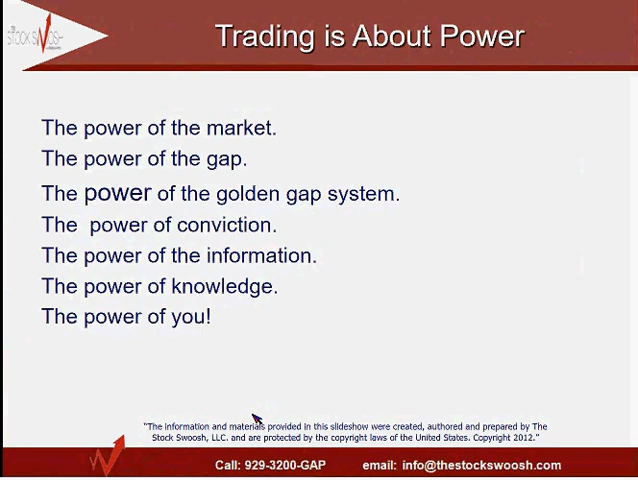 THE
STOCK SWOSH
Trading is About Power
The power of the market.
The power of the gap.
The power of the golden gap system.
The  power of conviction.
The power of the information.
The power of knowledge.
The power of you!
"The information and materials provided in this slideshow were created, authored and prepared by The
Stock Swoosh, LLC. and are protected by the copyright laws of the United States. Copyright 2012."
Call: 929-3200-GAP email: info@thestockswoosh.com